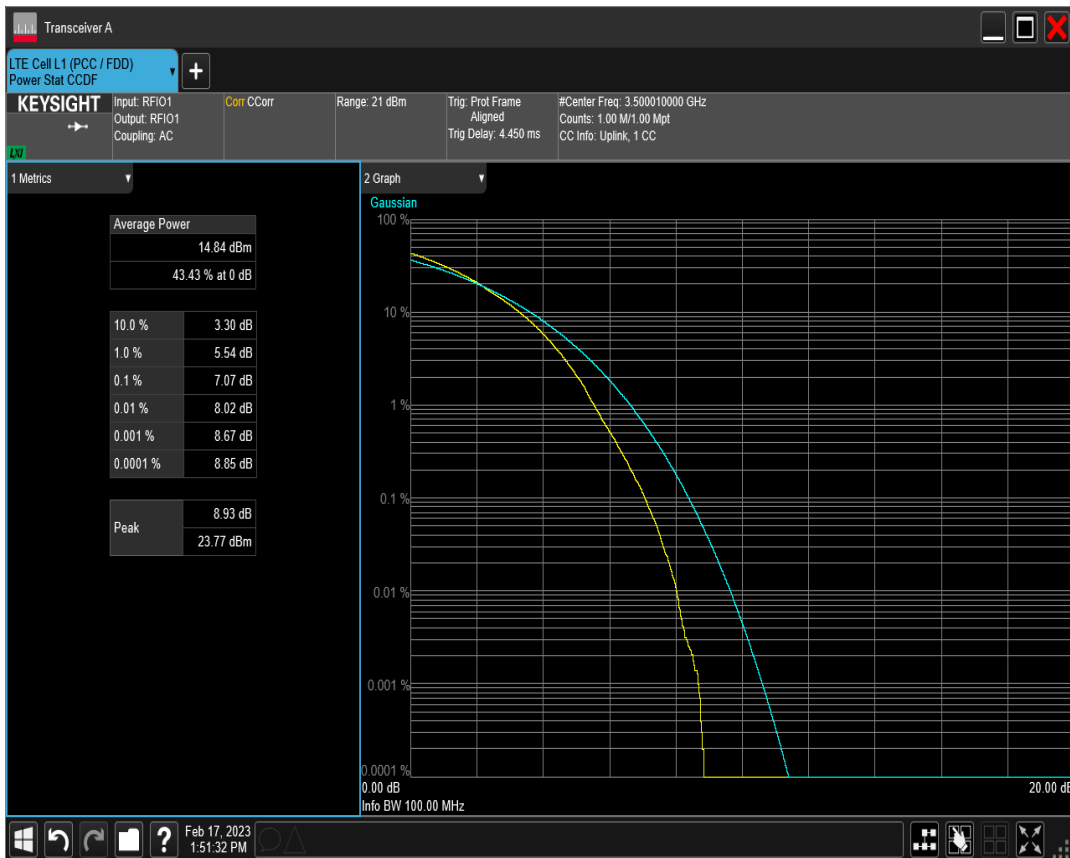 Transceiver A
LTE Cell L1 (PCC / FDD)
Power Stat CCDF
KEYSIGHT
LXI
Input: RFIO1
Output: RFIO1
Coupling: AC
Corr CCorr
Range: 21 dBm
Trig: Prot Frame
Aligned
Trig Delay: 4.450 ms
#Center Freq: 3.500010000 GHz
Counts: 1.00 M/1.00 Mpt
CC Info: Uplink, 1 CC
1 Metrics
Average Power
14.84 dBm
43.43 % at 0 dB
10.0 % 3.30 dB
1.0 % 5.54 dB
0.1 % 7.07 dB
0.01 % 8.02 dB
0.001 % 8.67 dB
0.0001 % 8.85 dB
Peak
8.93 dB
23.77 dBm
2 Graph
Gaussian
100 %
10 %
1 %
0.1 %
0.01 %
0.001 %
0.0001 %
0.00 dB 20.00 dB
Info BW 100.00 MHz
? Feb 17, 2023
1:51:32 PM